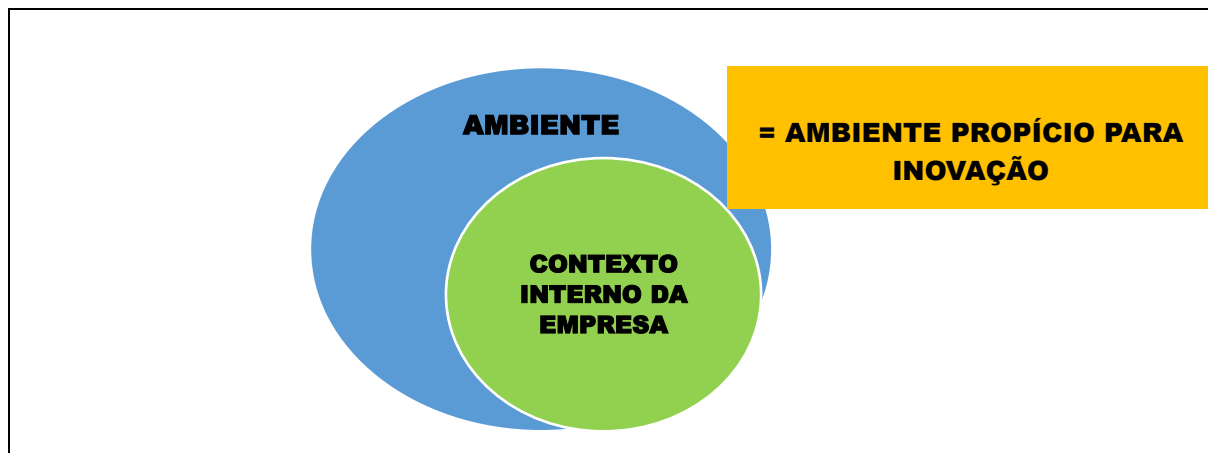 AMBIENTE
= AMBIENTE PROPÍCIO PARA
INOVAÇÃO
CONTEXTO
INTERNO DA
EMPRESA